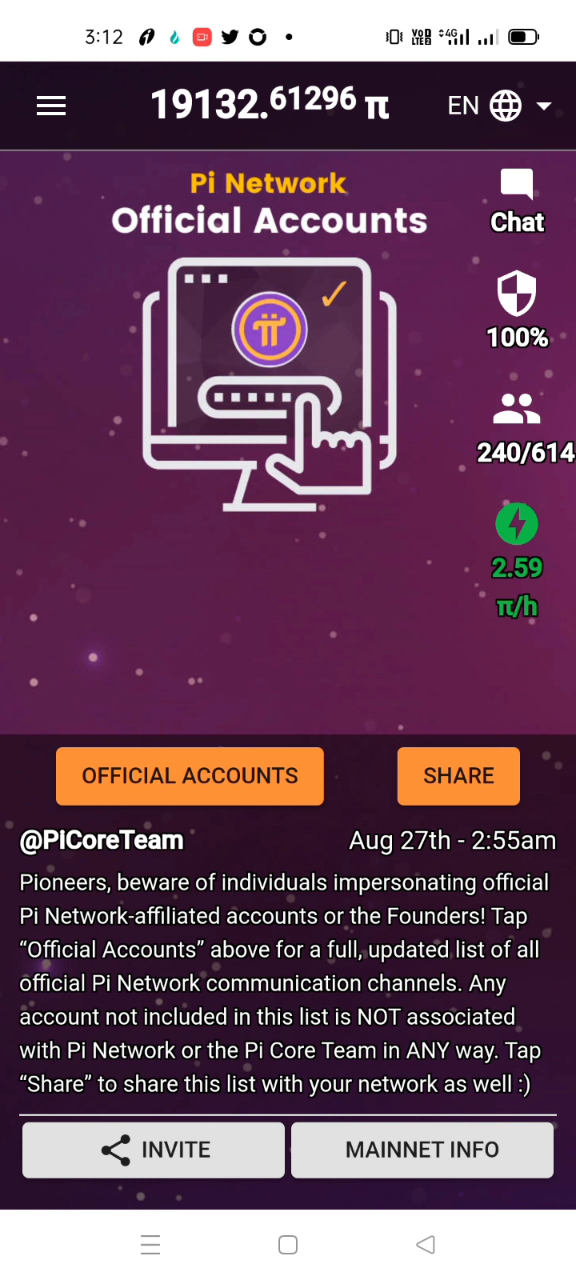 3:12
VoD
LTE2
4G
19132.61296 π
EN
Pi Network
Official Accounts
Chat
100%
240/614
2.59
π/h
OFFICIAL ACCOUNTS
SHARE
@PiCoreTeam
Aug 27th - 2:55am
Pioneers, beware of individuals impersonating official
Pi Network-affiliated accounts or the Founders! Tap
“Official Accounts” above for a full, updated list of all
official Pi Network communication channels. Any
account not included in this list is NOT associated
with Pi Network or the Pi Core Team in ANY way. Tap
“Share” to share this list with your network as well :)
INVITE
MAINNET INFO